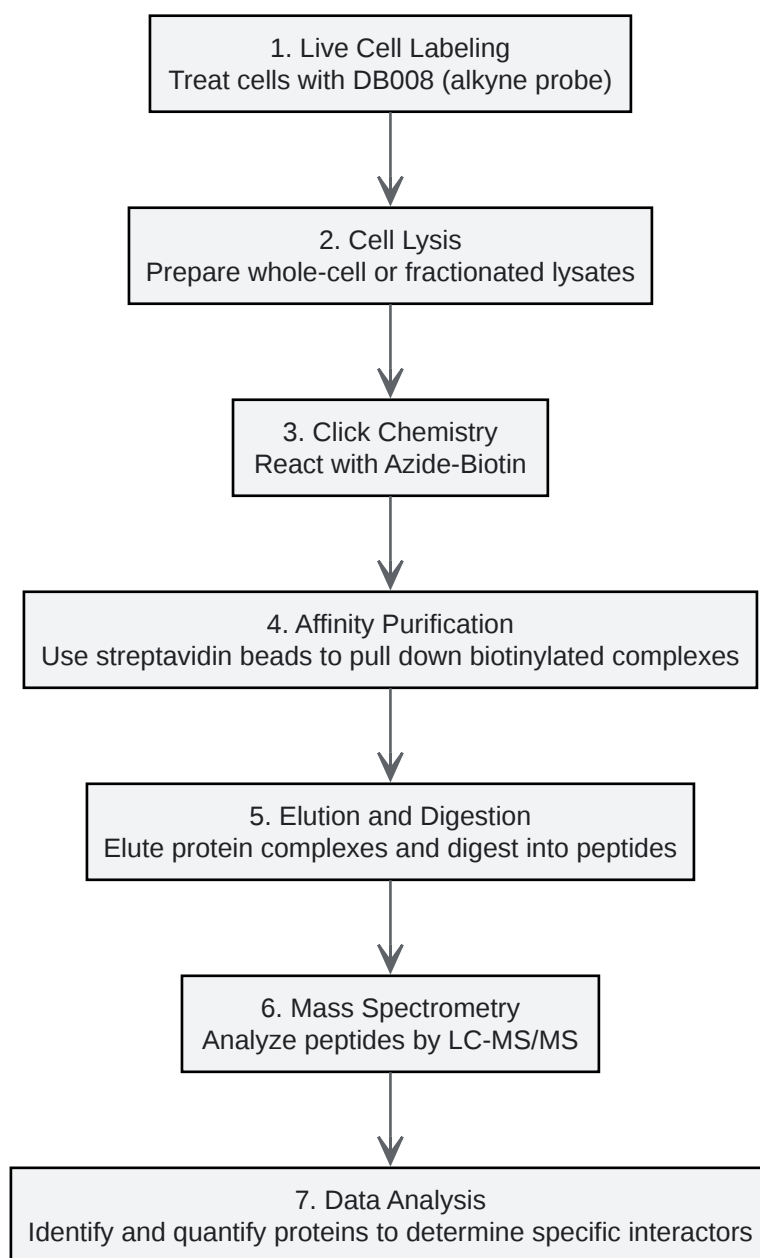 1. Live Cell Labeling
Treat cells with DB008 (alkyne probe)
2. Cell Lysis
Prepare whole-cell or fractionated lysates
3. Click Chemistry
React with Azide-Biotin
4. Affinity Purification
Use streptavidin beads to pull down biotinylated complexes
5. Elution and Digestion
Elute protein complexes and digest into peptides
6. Mass Spectrometry
Analyze peptides by LC-MS/MS
7. Data Analysis
Identify and quantify proteins to determine specific interactors